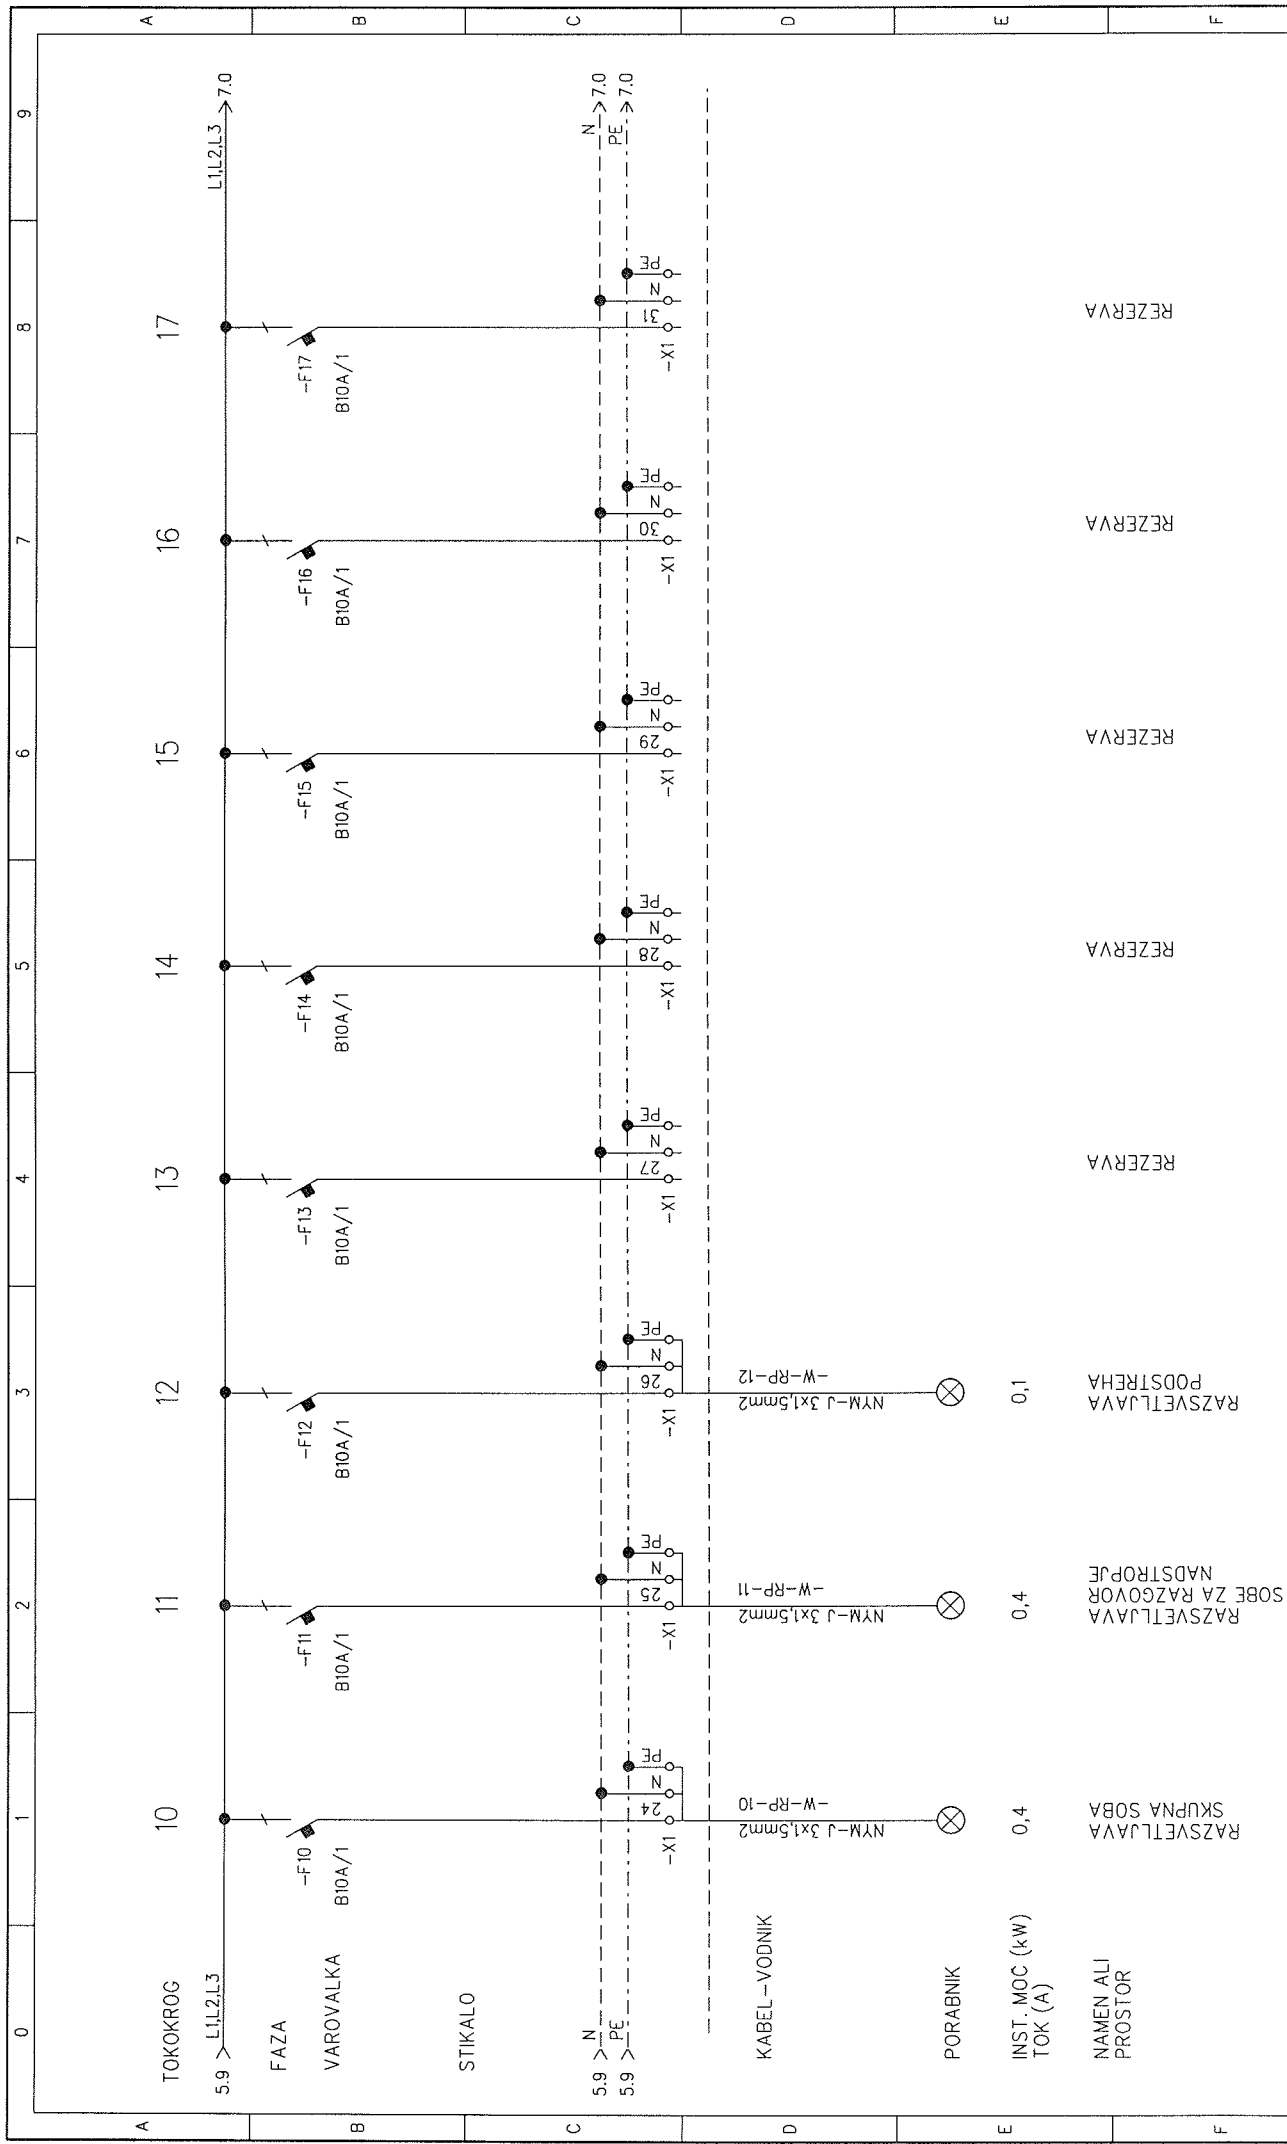 0 1 2 3 4 5 6 7 8 9
A
B
C
D
E
F
A
B
C
D
E
F
TOKOKROG 10 11 12 13 14 15 16 17
5.9 L1,L2,L3
L1,L2,L3 7.0
FAZA
VAROVALKA
-F10
B10A/1
-F11
B10A/1
-F12
B10A/1
-F13
B10A/1
-F14
B10A/1
-F15
B10A/1
-F16
B10A/1
-F17
B10A/1
STIKALO
5.9 N
N 7.0
5.9 PE
PE 7.0
-X1 24 N PE
-X1 25 N PE
-X1 26 N PE
-X1 27 N PE
-X1 28 N PE
-X1 29 N PE
-X1 30 N PE
-X1 31 N PE
KABEL-VODNIK
-W-RP-10
NYM-J 3x1,5mm2
-W-RP-11
NYM-J 3x1,5mm2
-W-RP-12
NYM-J 3x1,5mm2
PORABNIK
INST. MOC (kW)
TOK (A)
0,4
0,4
0,1
NAMEN ALI
PROSTOR
RAZSVETLJAVA
SKUPNA SOBA
RAZSVETLJAVA
SOBE ZA RAZGOVOR
NADSTROPJE
RAZSVETLJAVA
PODSTREHA
REZERVA
REZERVA
REZERVA
REZERVA
REZERVA